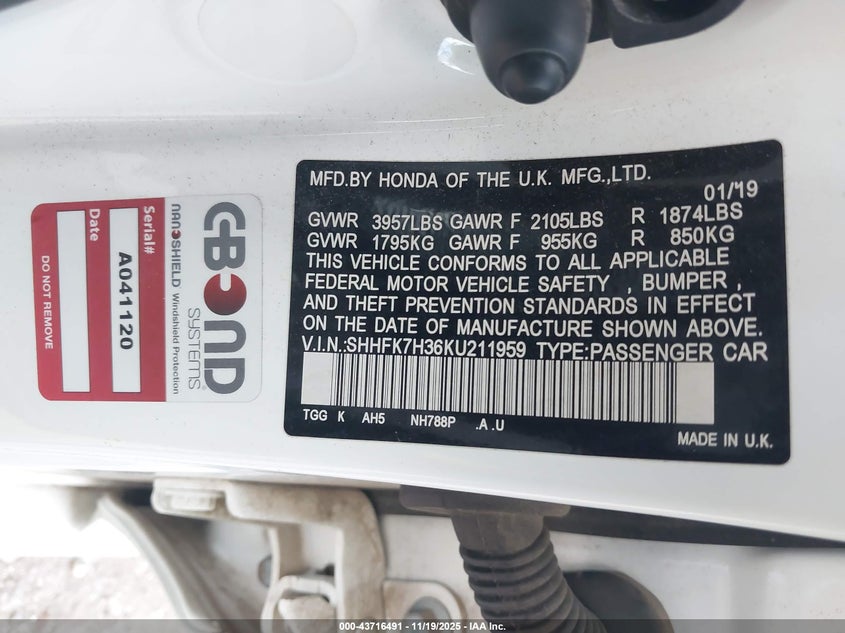 MFD.BY HONDA OF THE U.K. MFG.,LTD.
01/'19
GVWR 3957LBS GAWR F 2105LBS R 1874LBS
GVWR 1795KG GAWR F 955KG R 850KG
THIS VEHICLE CONFORMS TO ALL APPLICABLE
FEDERAL MOTOR VEHICLE SAFETY , BUMPER ,
AND THEFT PREVENTION STANDARDS IN EFFECT
ON THE DATE OF MANUFACTURE SHOWN ABOVE.
V.I.N.:SHHFK7H36KU211959 TYPE:PASSENGER CAR
TGG K AH5 NH788P .A .U
MADE IN U.K.
GBOND
SYSTEMS®
NANOSHIELD Windshield Protection
Serial# A041120
Date
DO NOT REMOVE
000-43716491 - 11/19/2025 - IAA Inc.